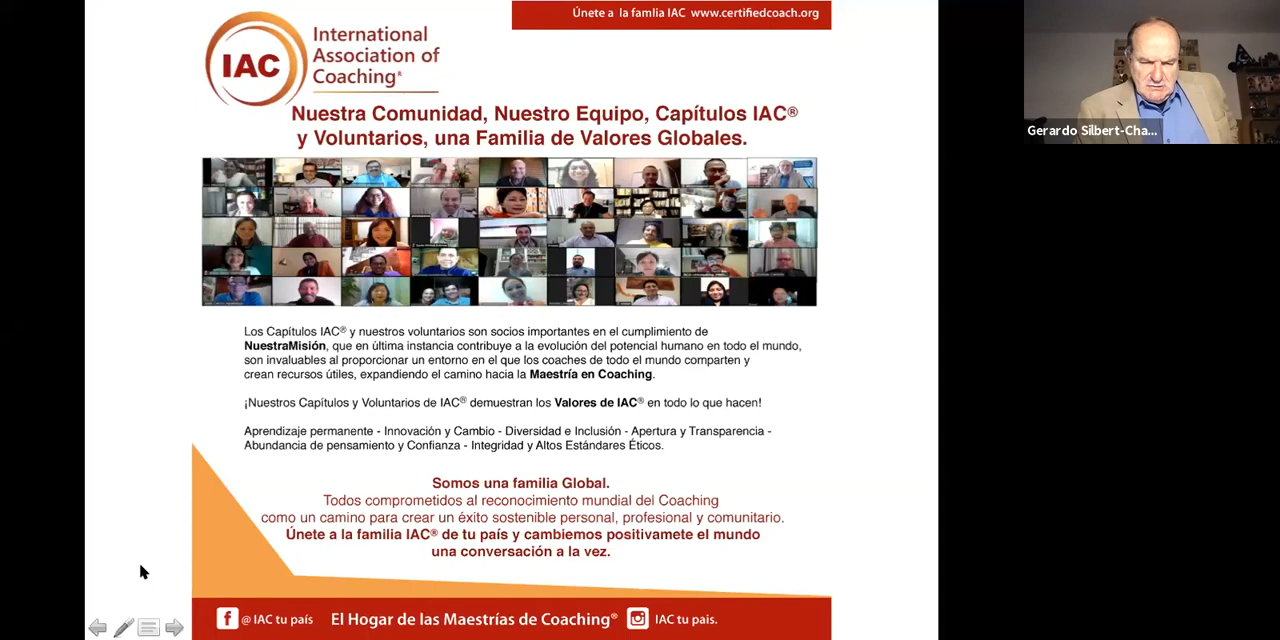 Únete a la famlia IAC www.certifiedcoach.org
IAC
International
Association of
Coaching®
Nuestra Comunidad, Nuestro Equipo, Capítulos IAC®
y Voluntarios, una Familia de Valores Globales.
Los Capítulos IAC® y nuestros voluntarios son socios importantes en el cumplimiento de
NuestraMisión, que en última instancia contribuye a la evolución del potencial humano en todo el mundo,
son invaluables al proporcionar un entorno en el que los coaches de todo el mundo comparten y
crean recursos útiles, expandiendo el camino hacia la Maestría en Coaching.
¡Nuestros Capítulos y Voluntarios de IAC® demuestran los Valores de IAC® en todo lo que hacen!
Aprendizaje permanente - Innovación y Cambio - Diversidad e Inclusión - Apertura y Transparencia -
Abundancia de pensamiento y Confianza - Integridad y Altos Estándares Éticos.
Somos una familia Global.
Todos comprometidos al reconocimiento mundial del Coaching
como un camino para crear un éxito sostenible personal, profesional y comunitario.
Únete a la familia IAC® de tu país y cambiemos positivamete el mundo
una conversación a la vez.
@ IAC tu país El Hogar de las Maestrías de Coaching® IAC tu pais.
Gerardo Silbert-Cha...